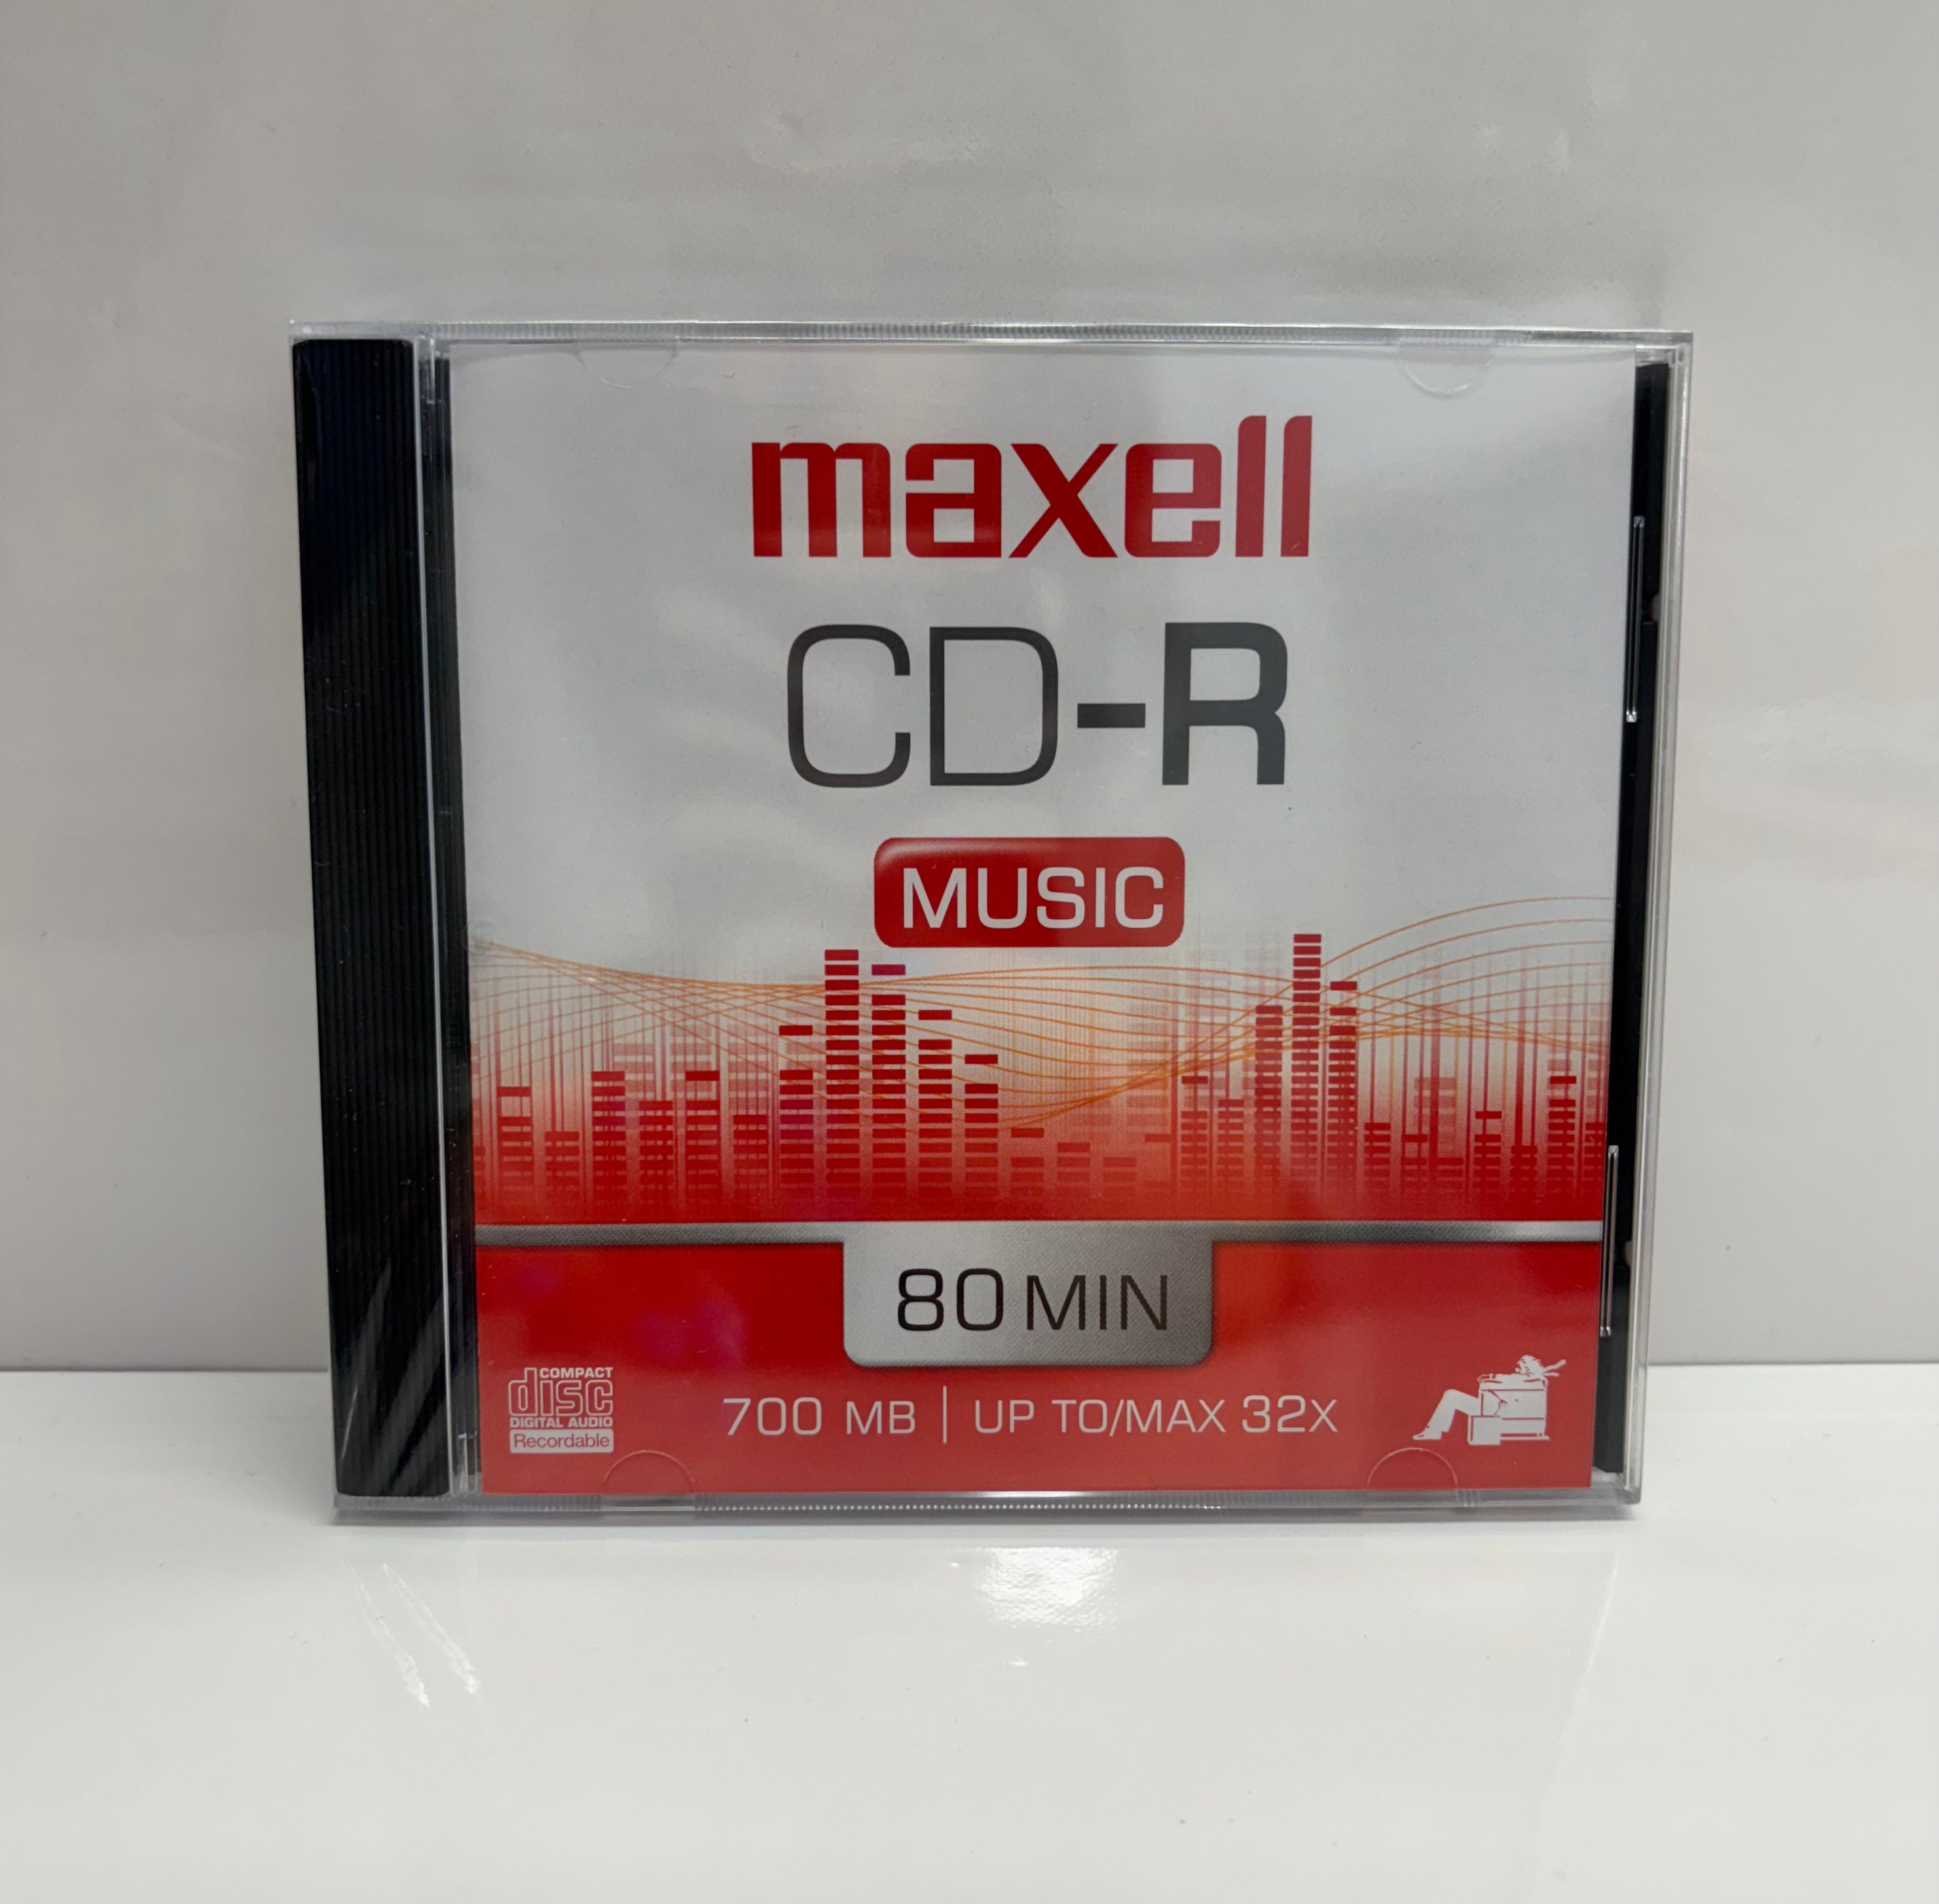 maxell
CD-R
MUSIC
80 MIN
COMPACT
disc
DIGITAL AUDIO
Recordable
700 MB | UP TO/MAX 32X